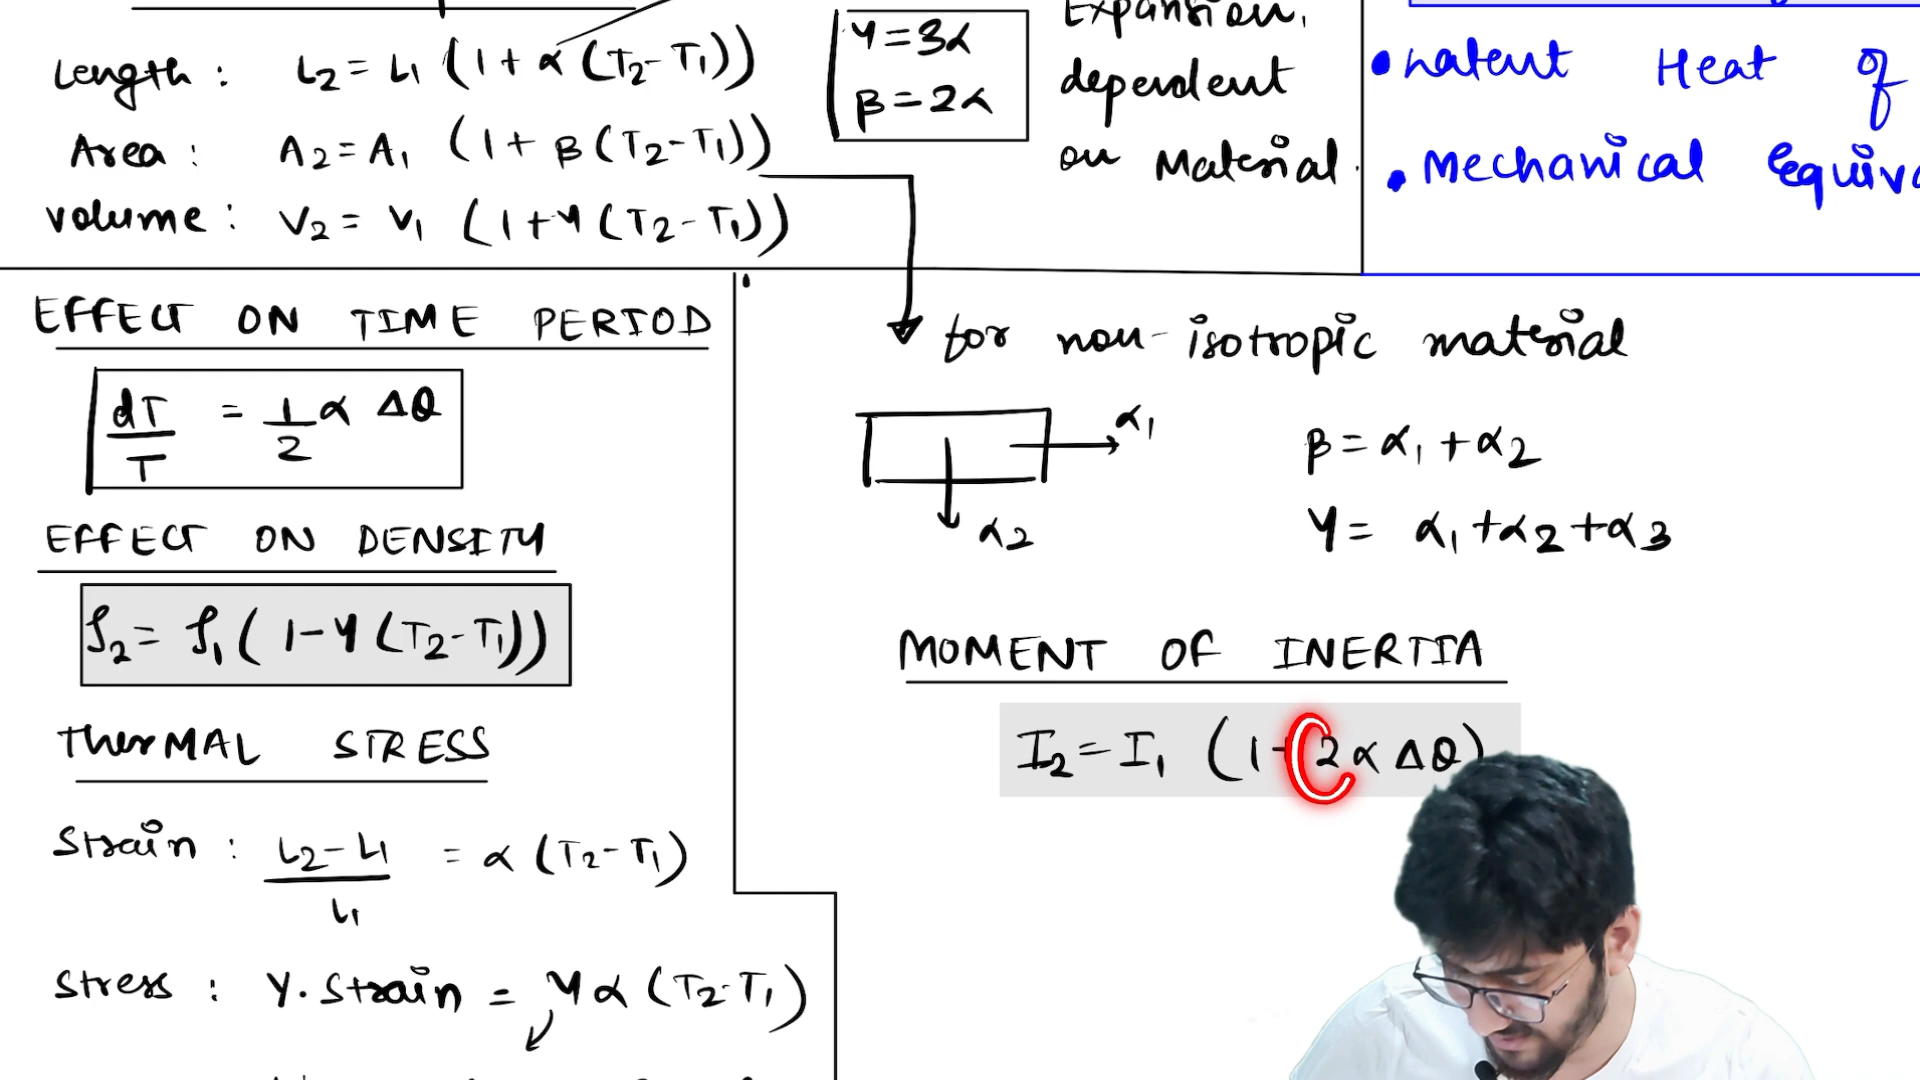 Length : L₂ = L₁ (1 + α (T₂ - T₁))
Area : A₂ = A₁ (1 + β (T₂ - T₁))
volume : V₂ = V₁ (1 + γ (T₂ - T₁))
γ = 3α
β = 2α
Expansion.
dependent
on Material.
• Latent Heat of
• Mechanical
EFFECT ON TIME PERIOD
dT/T = 1/2 α Δθ
EFFECT ON DENSITY
ρ₂ = ρ₁ (1 - γ (T₂ - T₁))
THERMAL STRESS
Strain : L₂ - L₁ / L₁ = α (T₂ - T₁)
Stress : Y. Strain = Yα (T₂ - T₁)
for non-isotropic material
α₁
α₂
β = α₁ + α₂
γ = α₁ + α₂ + α₃
MOMENT OF INERTIA
I₂ = I₁ (1 + 2αΔθ)